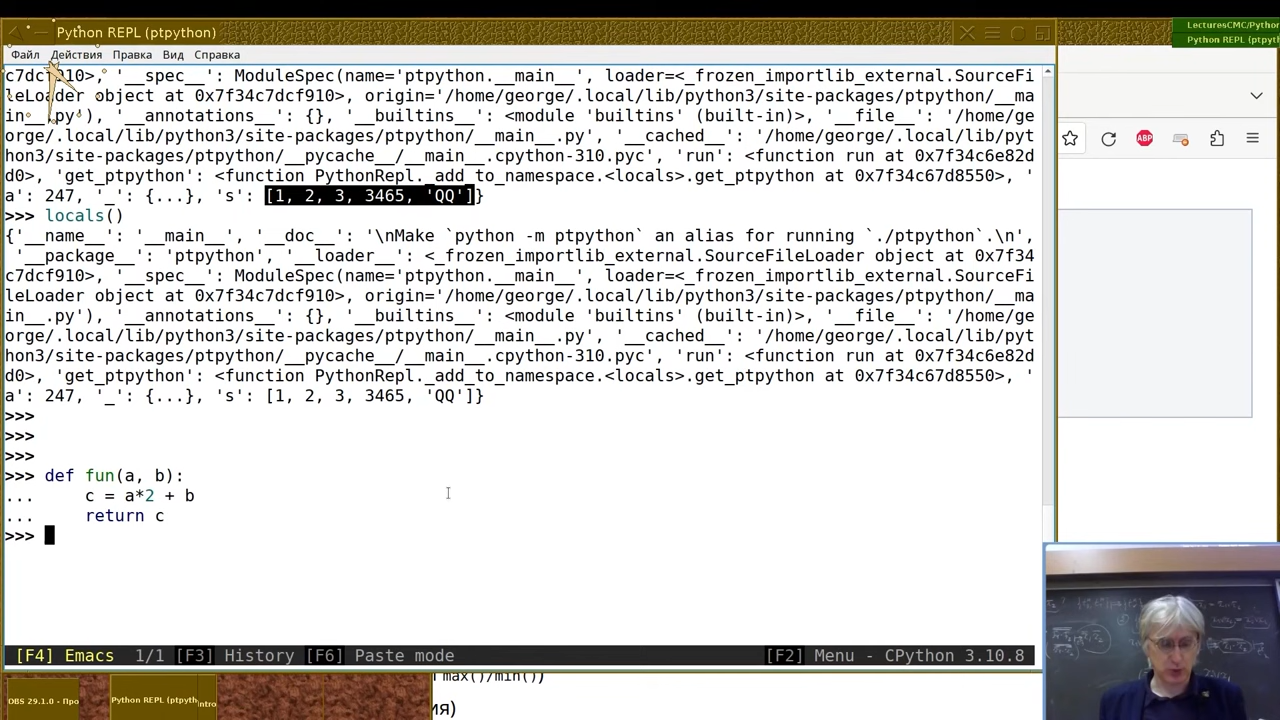 Python REPL (ptpython)
LecturesCMC/Python
Python REPL (ptpyt
Файл Действия Правка Вид Справка
c7dcf910>, '__spec__': ModuleSpec(name='ptpython.__main__', loader=<_frozen_importlib_external.SourceFi
leLoader object at 0x7f34c7dcf910>, origin='/home/george/.local/lib/python3/site-packages/ptpython/__ma
in__.py'), '__annotations__': {}, '__builtins__': <module 'builtins' (built-in)>, '__file__': '/home/ge
orge/.local/lib/python3/site-packages/ptpython/__main__.py', '__cached__': '/home/george/.local/lib/pyt
hon3/site-packages/ptpython/__pycache__/__main__.cpython-310.pyc', 'run': <function run at 0x7f34c6e82d
d0>, 'get_ptpython': <function PythonRepl._add_to_namespace.<locals>.get_ptpython at 0x7f34c67d8550>, '
a': 247, '_': {...}, 's': [1, 2, 3, 3465, 'QQ']}
>>> locals()
{'__name__': '__main__', '__doc__': '\nMake `python -m ptpython` an alias for running `./ptpython`.\n',
'__package__': 'ptpython', '__loader__': <_frozen_importlib_external.SourceFileLoader object at 0x7f34
c7dcf910>, '__spec__': ModuleSpec(name='ptpython.__main__', loader=<_frozen_importlib_external.SourceFi
leLoader object at 0x7f34c7dcf910>, origin='/home/george/.local/lib/python3/site-packages/ptpython/__ma
in__.py'), '__annotations__': {}, '__builtins__': <module 'builtins' (built-in)>, '__file__': '/home/ge
orge/.local/lib/python3/site-packages/ptpython/__main__.py', '__cached__': '/home/george/.local/lib/pyt
hon3/site-packages/ptpython/__pycache__/__main__.cpython-310.pyc', 'run': <function run at 0x7f34c6e82d
d0>, 'get_ptpython': <function PythonRepl._add_to_namespace.<locals>.get_ptpython at 0x7f34c67d8550>, '
a': 247, '_': {...}, 's': [1, 2, 3, 3465, 'QQ']}
>>>
>>>
>>>
>>> def fun(a, b):
...     c = a*2 + b
...     return c
>>>
[F4] Emacs 1/1 [F3] History [F6] Paste mode [F2] Menu - CPython 3.10.8
max()/min()
ABP
DBS 29.1.0 - Про
Python REPL (ptpyth
intro